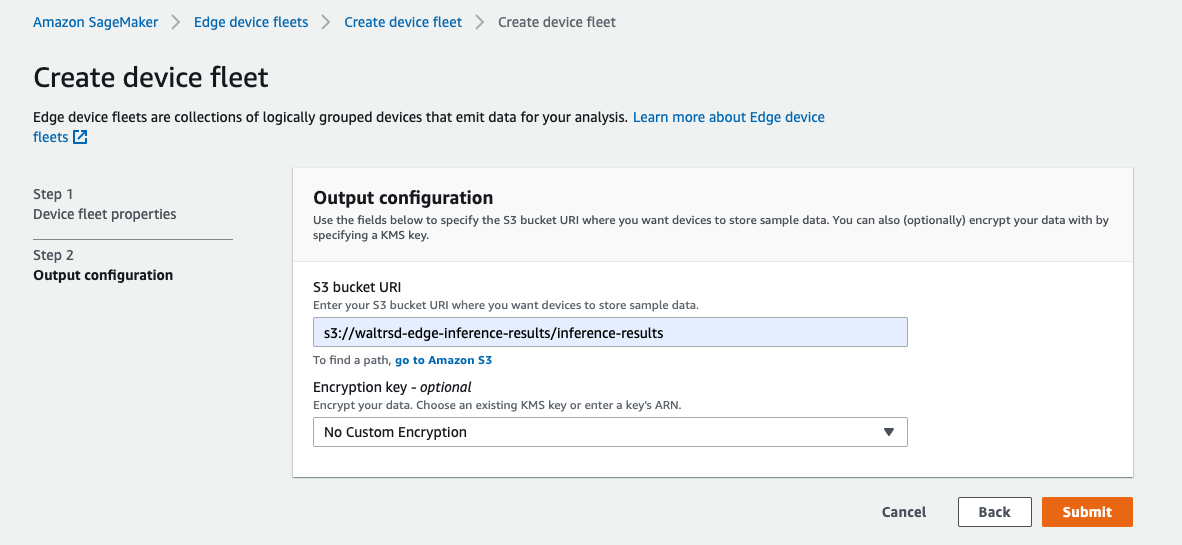 Amazon SageMaker > Edge device fleets > Create device fleet > Create device fleet
Create device fleet
Edge device fleets are collections of logically grouped devices that emit data for your analysis. Learn more about Edge device
fleets
Step 1
Device fleet properties
Step 2
Output configuration
Output configuration
Use the fields below to specify the S3 bucket URI where you want devices to store sample data. You can also (optionally) encrypt your data with by
specifying a KMS key.
S3 bucket URI
Enter your S3 bucket URI where you want devices to store sample data.
s3://waltrsd-edge-inference-results/inference-results
To find a path, go to Amazon S3
Encryption key - optional
Encrypt your data. Choose an existing KMS key or enter a key's ARN.
No Custom Encryption
Cancel Back Submit